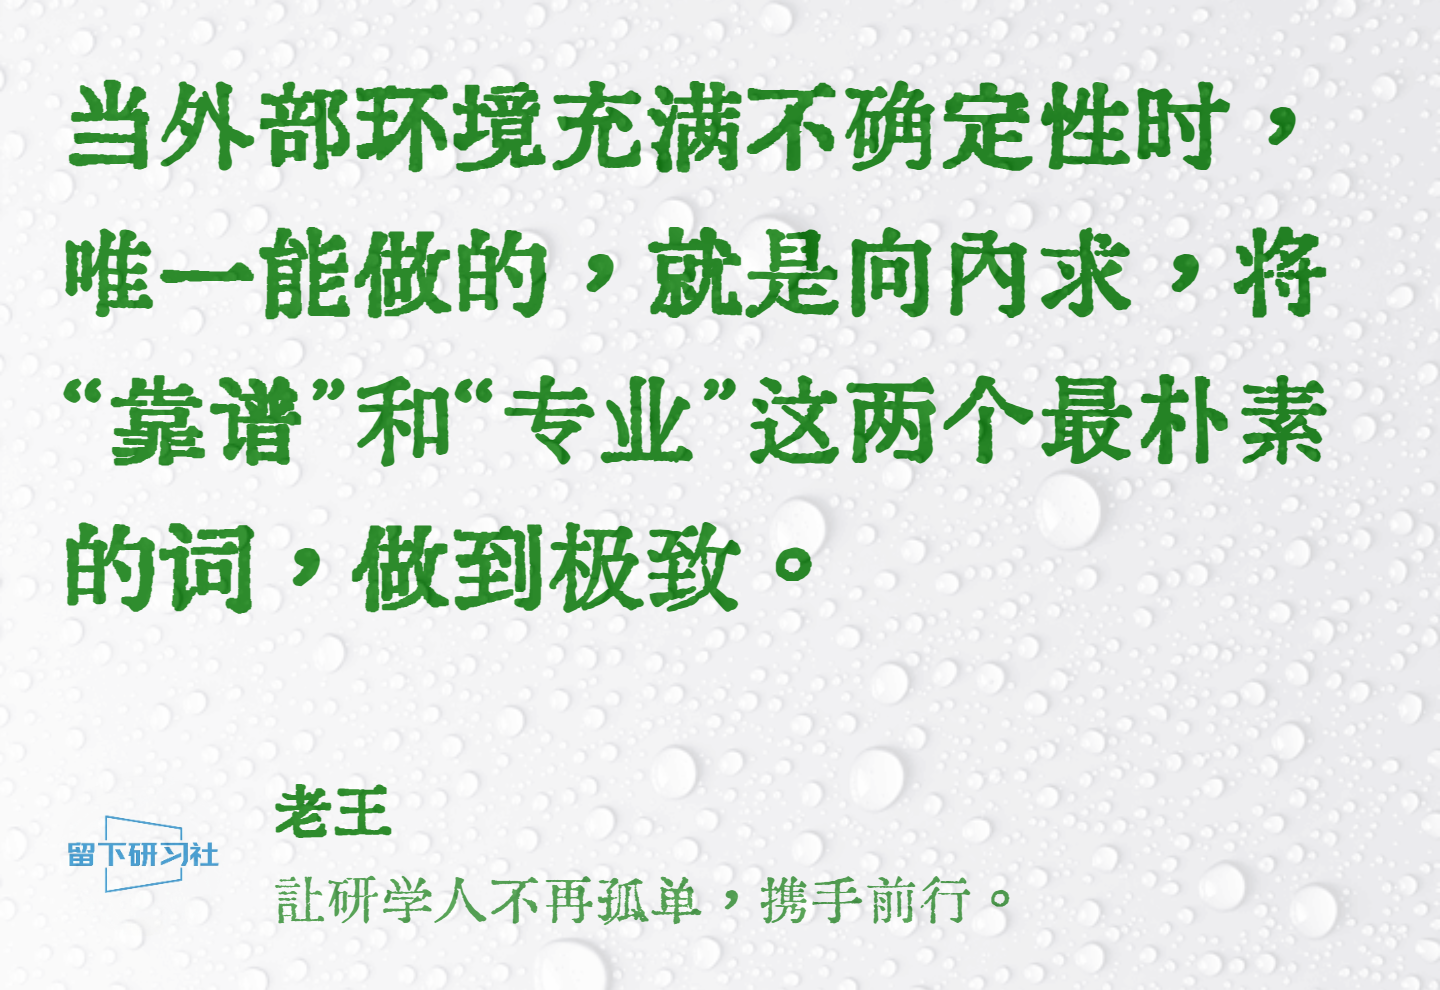 当外部环境充满不确定性时，
唯一能做的，就是向内求，将
“靠谱”和“专业”这两个最朴素
的词，做到极致。
老王
留下研习社
让研学人不再孤单，携手前行。